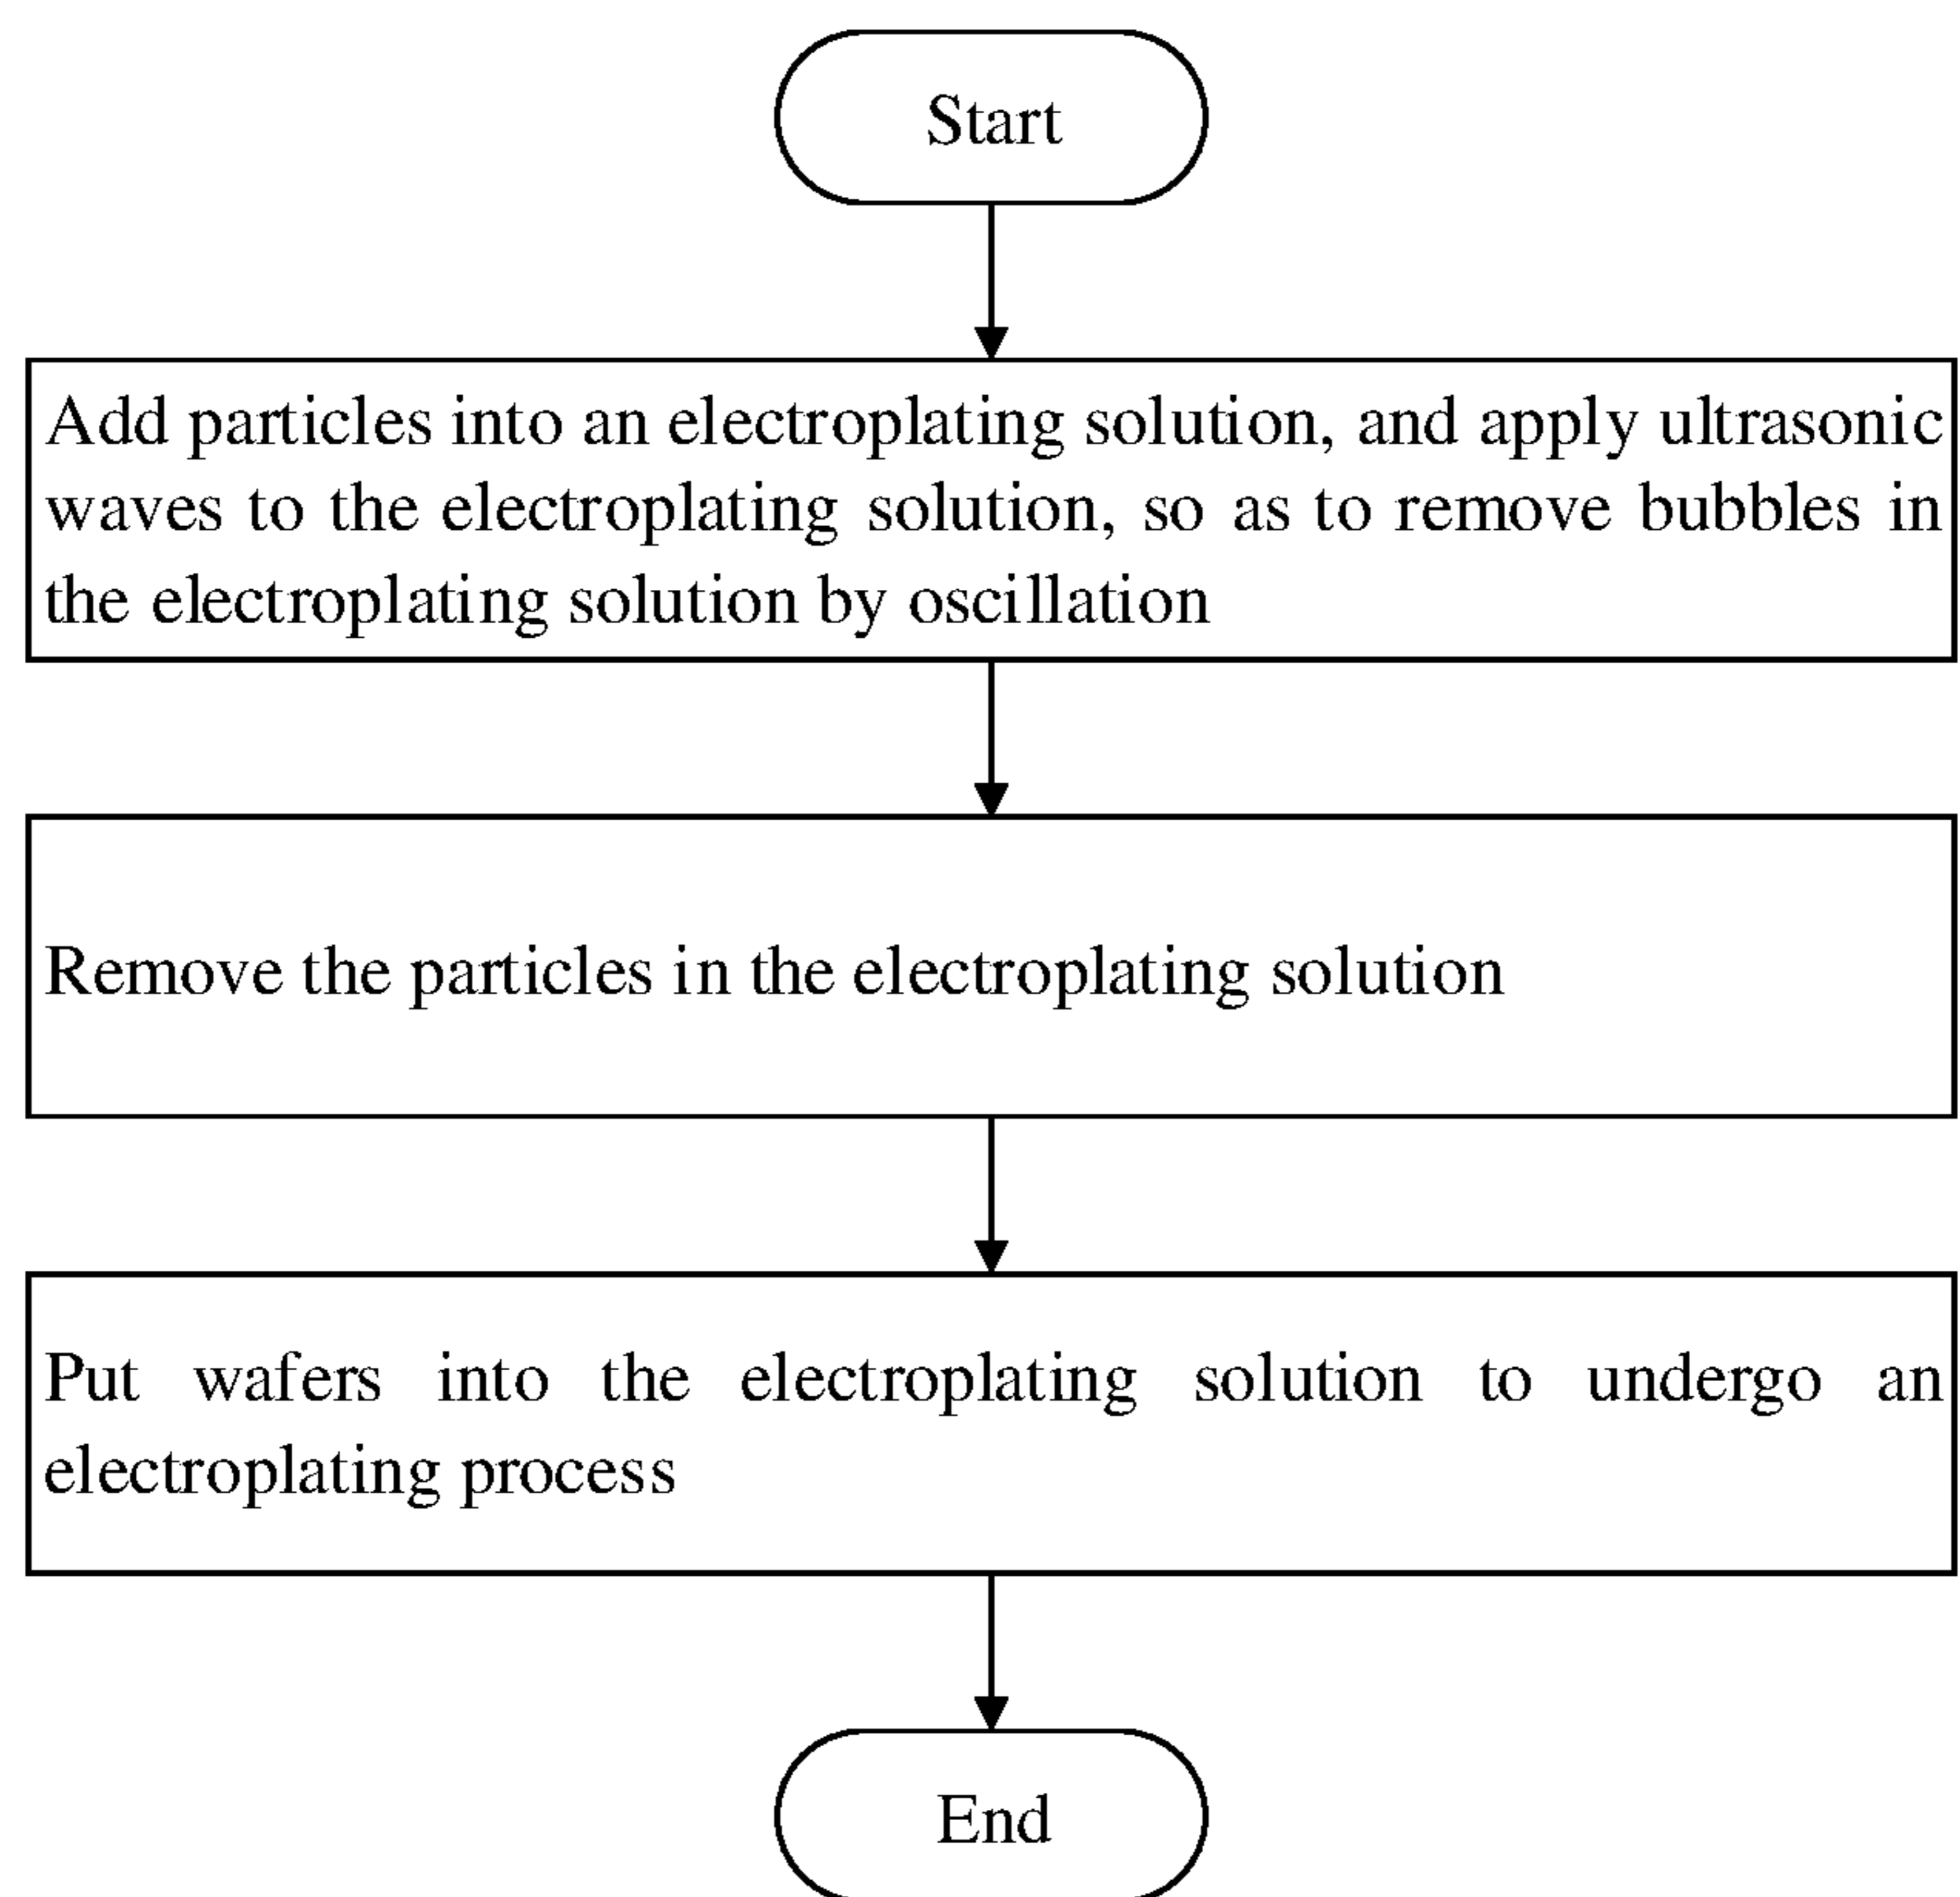 Start
Add particles into an electroplating solution, and apply ultrasonic
waves to the electroplating solution, so as to remove bubbles in
the electroplating solution by oscillation
Remove the particles in the electroplating solution
Put wafers into the electroplating solution to undergo an
electroplating process
End